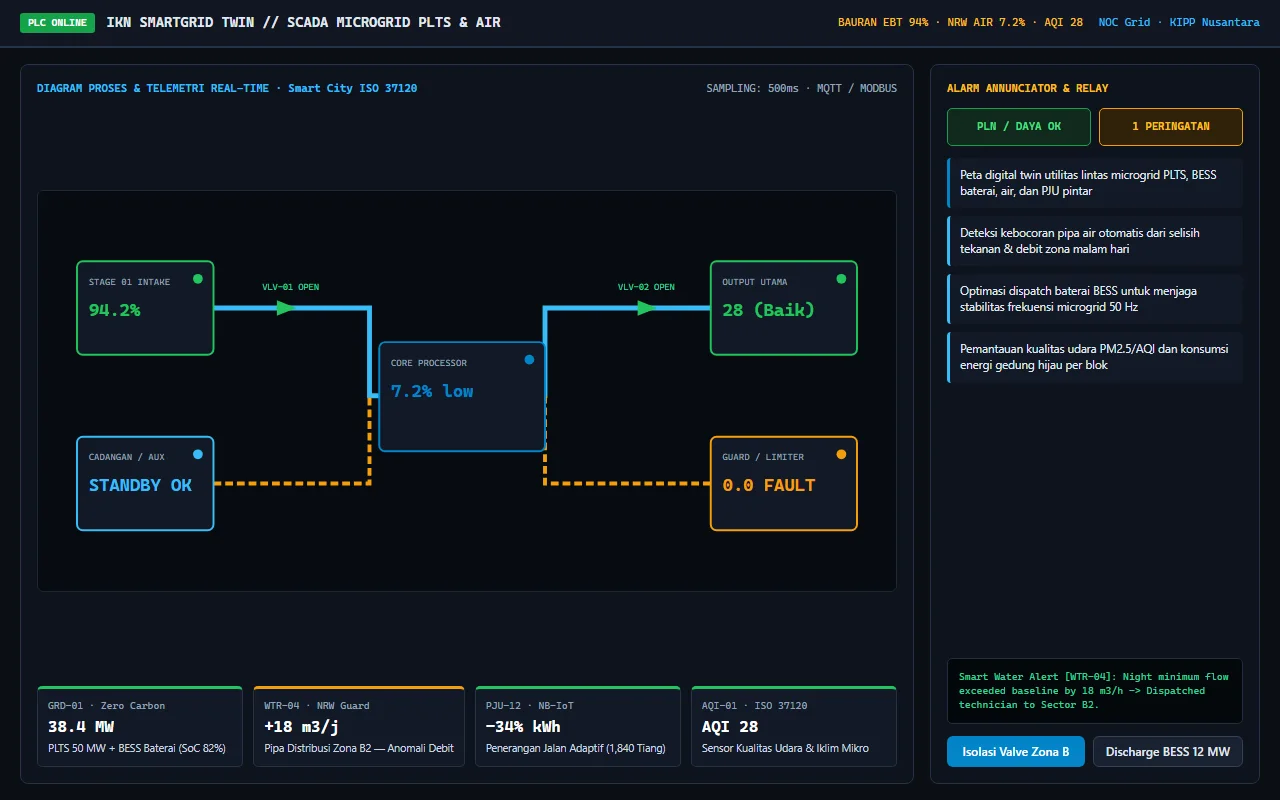 PLC ONLINE
IKN SMARTGRID TWIN // SCADA MICROGRID PLTS & AIR
BAURAN EBT 94% · NRW AIR 7.2% · AQI 28
NOC Grid · KIPP Nusantara
DIAGRAM PROSES & TELEMETRI REAL-TIME · Smart City ISO 37120
SAMPLING: 500ms · MQTT / MODBUS
STAGE 01 INTAKE
94.2%
VLV-01 OPEN
VLV-02 OPEN
OUTPUT UTAMA
28 (Baik)
CORE PROCESSOR
7.2% low
CADANGAN / AUX
STANDBY OK
GUARD / LIMITER
0.0 FAULT
GRD-01 · Zero Carbon
38.4 MW
PLTS 50 MW + BESS Baterai (SoC 82%)
WTR-04 · NRW Guard
+18 m3/j
Pipa Distribusi Zona B2 — Anomali Debit
PJU-12 · NB-IoT
-34% kWh
Penerangan Jalan Adaptif (1,840 Tiang)
AQI-01 · ISO 37120
AQI 28
Sensor Kualitas Udara & Iklim Mikro
ALARM ANNUNCIATOR & RELAY
PLN / DAYA OK
1 PERINGATAN
Peta digital twin utilitas lintas microgrid PLTS, BESS
baterai, air, dan PJU pintar
Deteksi kebocoran pipa air otomatis dari selisih
tekanan & debit zona malam hari
Optimasi dispatch baterai BESS untuk menjaga
stabilitas frekuensi microgrid 50 Hz
Pemantauan kualitas udara PM2.5/AQI dan konsumsi
energi gedung hijau per blok
Smart Water Alert [WTR-04]: Night minimum flow
exceeded baseline by 18 m3/h -> Dispatched
technician to Sector B2.
Isolasi Valve Zona B
Discharge BESS 12 MW